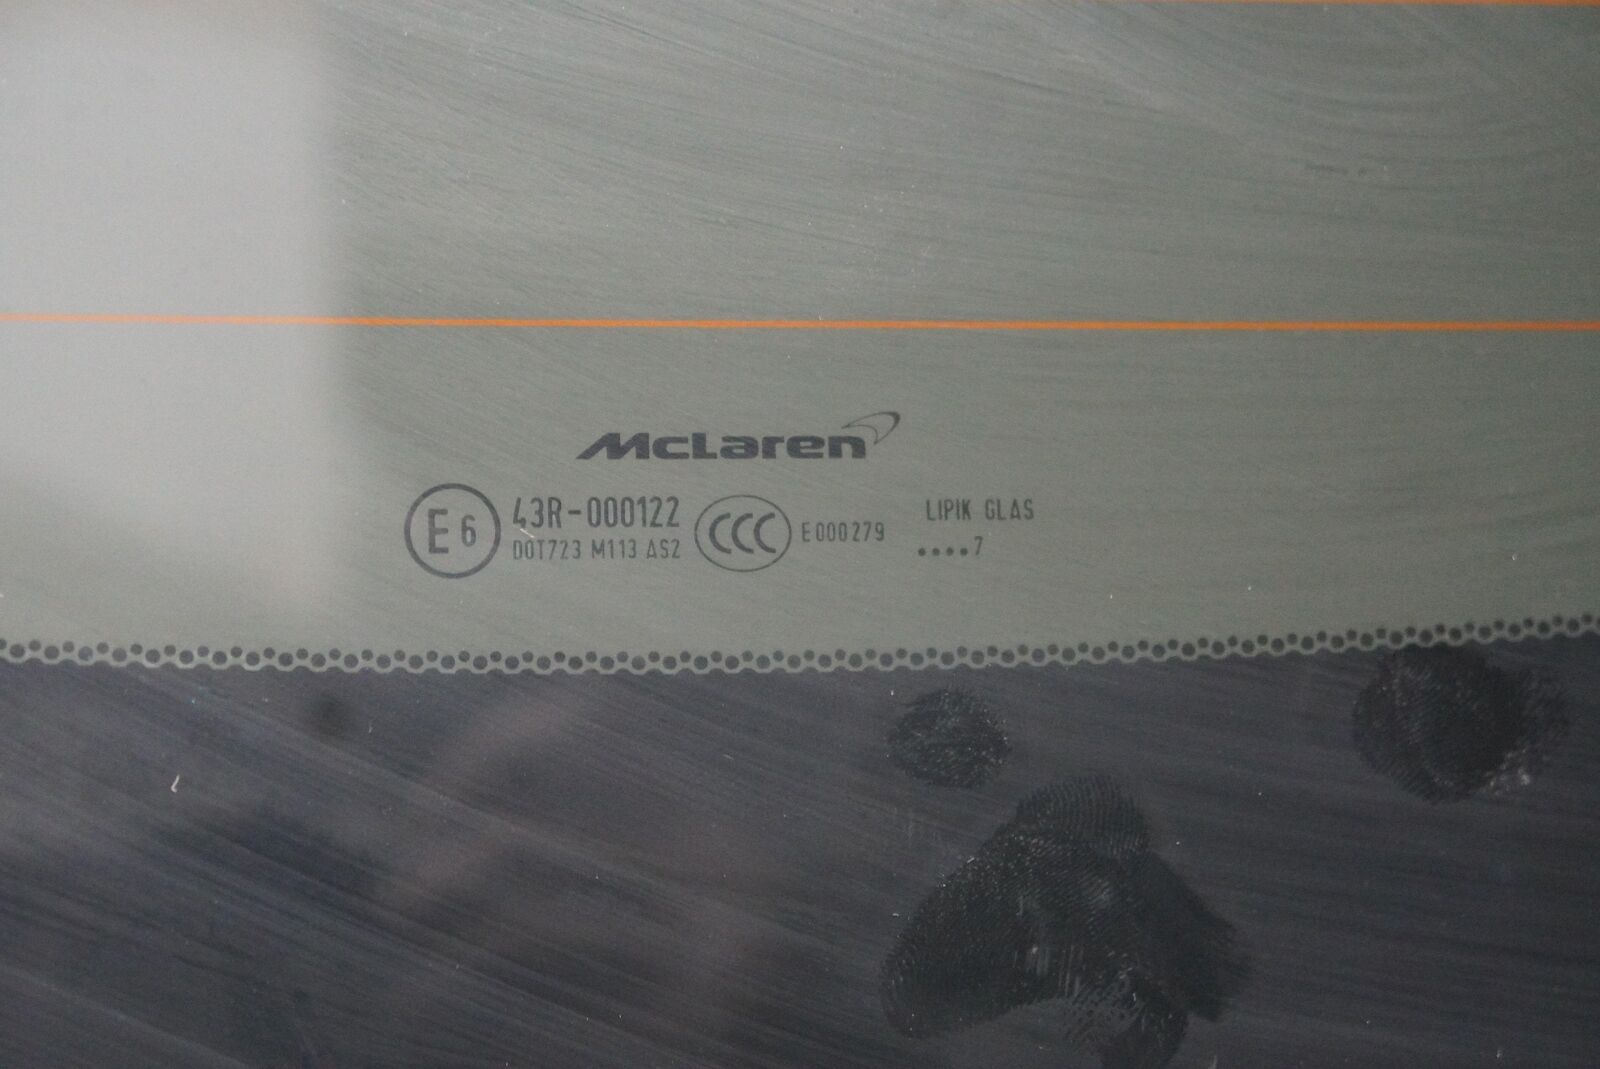 McLaren
E6
43R-000122
DOT723 M113 AS2
CCC
E000279
LIPIK GLAS
....7